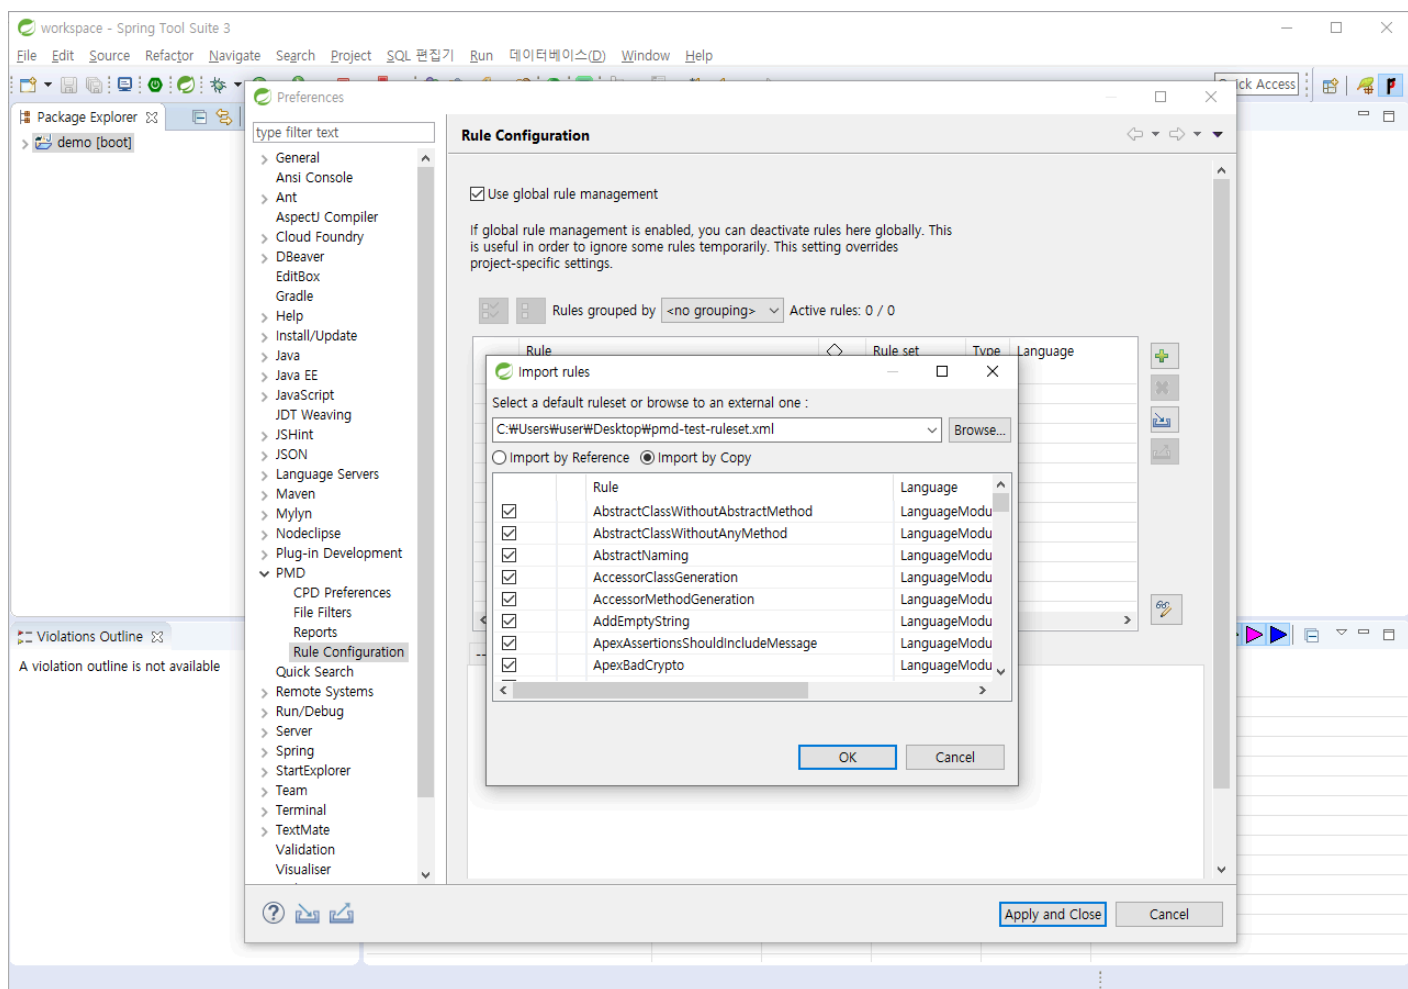 workspace - Spring Tool Suite 3
File Edit Source Refactor Navigate Search Project SQL 편집기 Run 데이터베이스(D) Window Help
Access
Package Explorer
demo [boot]
Violations Outline
A violation outline is not available
Preferences
type filter text
General
Ansi Console
Ant
AspectJ Compiler
Cloud Foundry
DBeaver
EditBox
Gradle
Help
Install/Update
Java
Java EE
JavaScript
JDT Weaving
JSHint
JSON
Language Servers
Maven
Mylyn
Nodeclipse
Plug-in Development
PMD
CPD Preferences
File Filters
Reports
Rule Configuration
Quick Search
Remote Systems
Run/Debug
Server
Spring
StartExplorer
Team
Terminal
TextMate
Validation
Visualiser
Rule Configuration
Use global rule management
If global rule management is enabled, you can deactivate rules here globally. This
is useful in order to ignore some rules temporarily. This setting overrides
project-specific settings.
Rules grouped by <no grouping> Active rules: 0 / 0
Rule Rule set Type Language
Import rules
Select a default ruleset or browse to an external one :
C:₩Users₩user₩Desktop₩pmd-test-ruleset.xml Browse...
Import by Reference Import by Copy
Rule Language
AbstractClassWithoutAbstractMethod LanguageModu
AbstractClassWithoutAnyMethod LanguageModu
AbstractNaming LanguageModu
AccessorClassGeneration LanguageModu
AccessorMethodGeneration LanguageModu
AddEmptyString LanguageModu
ApexAssertionsShouldIncludeMessage LanguageModu
ApexBadCrypto LanguageModu
OK Cancel
Apply and Close Cancel